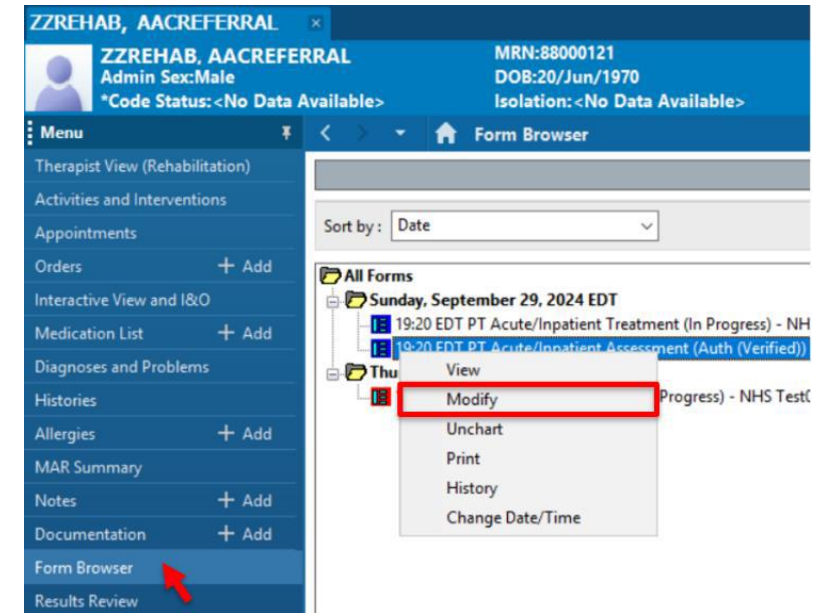 ZZREHAB, AACREFERRAL
ZZREHAB, AACREFERRAL
MRN:88000121
Admin Sex:Male
DOB:20/Jun/1970
*Code Status:<No Data Available>
Isolation:<No Data Available>
Menu
Form Browser
Therapist View (Rehabilitation)
Activities and Interventions
Appointments
Orders + Add
Interactive View and I&O
Medication List + Add
Diagnoses and Problems
Histories
Allergies + Add
MAR Summary
Notes + Add
Documentation + Add
Form Browser
Results Review
Sort by : Date
All Forms
Sunday, September 29, 2024 EDT
19:20 EDT PT Acute/Inpatient Treatment (In Progress) - NH
19:20 EDT PT Acute/Inpatient Assessment (Auth (Verified))
Thu
View
Modify
Progress) - NHS Test
Unchart
Print
History
Change Date/Time